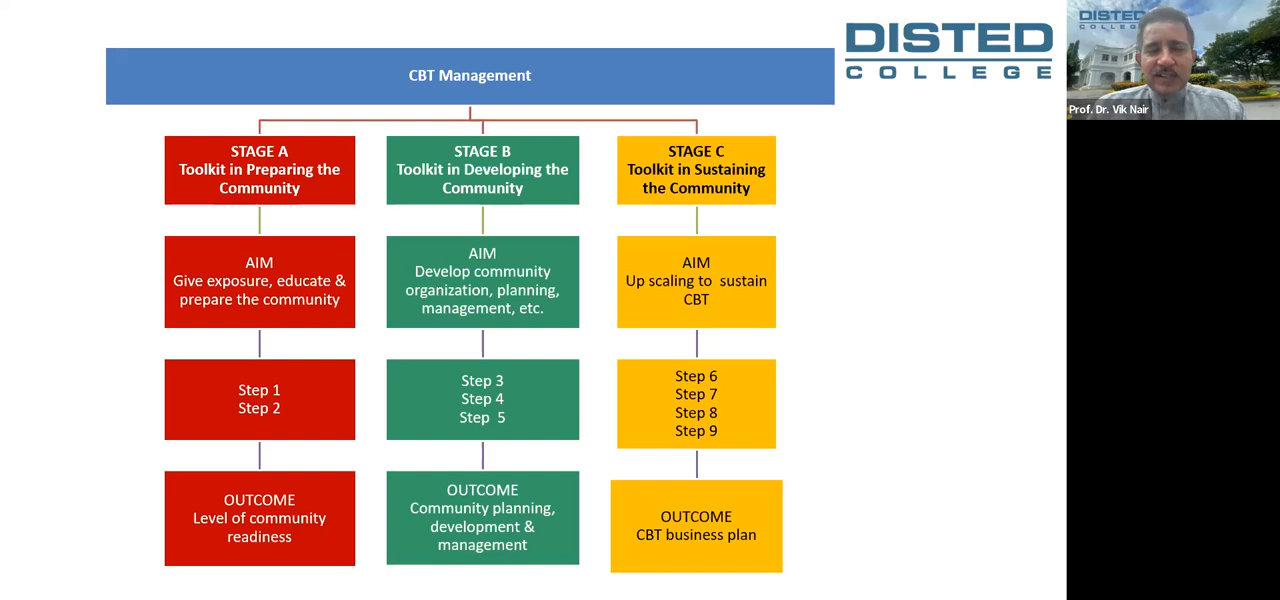 DISTED
COLLEGE
DISTED
COLLEGE
Prof. Dr. Vik Nair
CBT Management
STAGE A
Toolkit in Preparing the
Community
AIM
Give exposure, educate &
prepare the community
Step 1
Step 2
OUTCOME
Level of community
readiness
STAGE B
Toolkit in Developing the
Community
AIM
Develop community
organization, planning,
management, etc.
Step 3
Step 4
Step 5
OUTCOME
Community planning,
development &
management
STAGE C
Toolkit in Sustaining
the Community
AIM
Up scaling to sustain
CBT
Step 6
Step 7
Step 8
Step 9
OUTCOME
CBT business plan